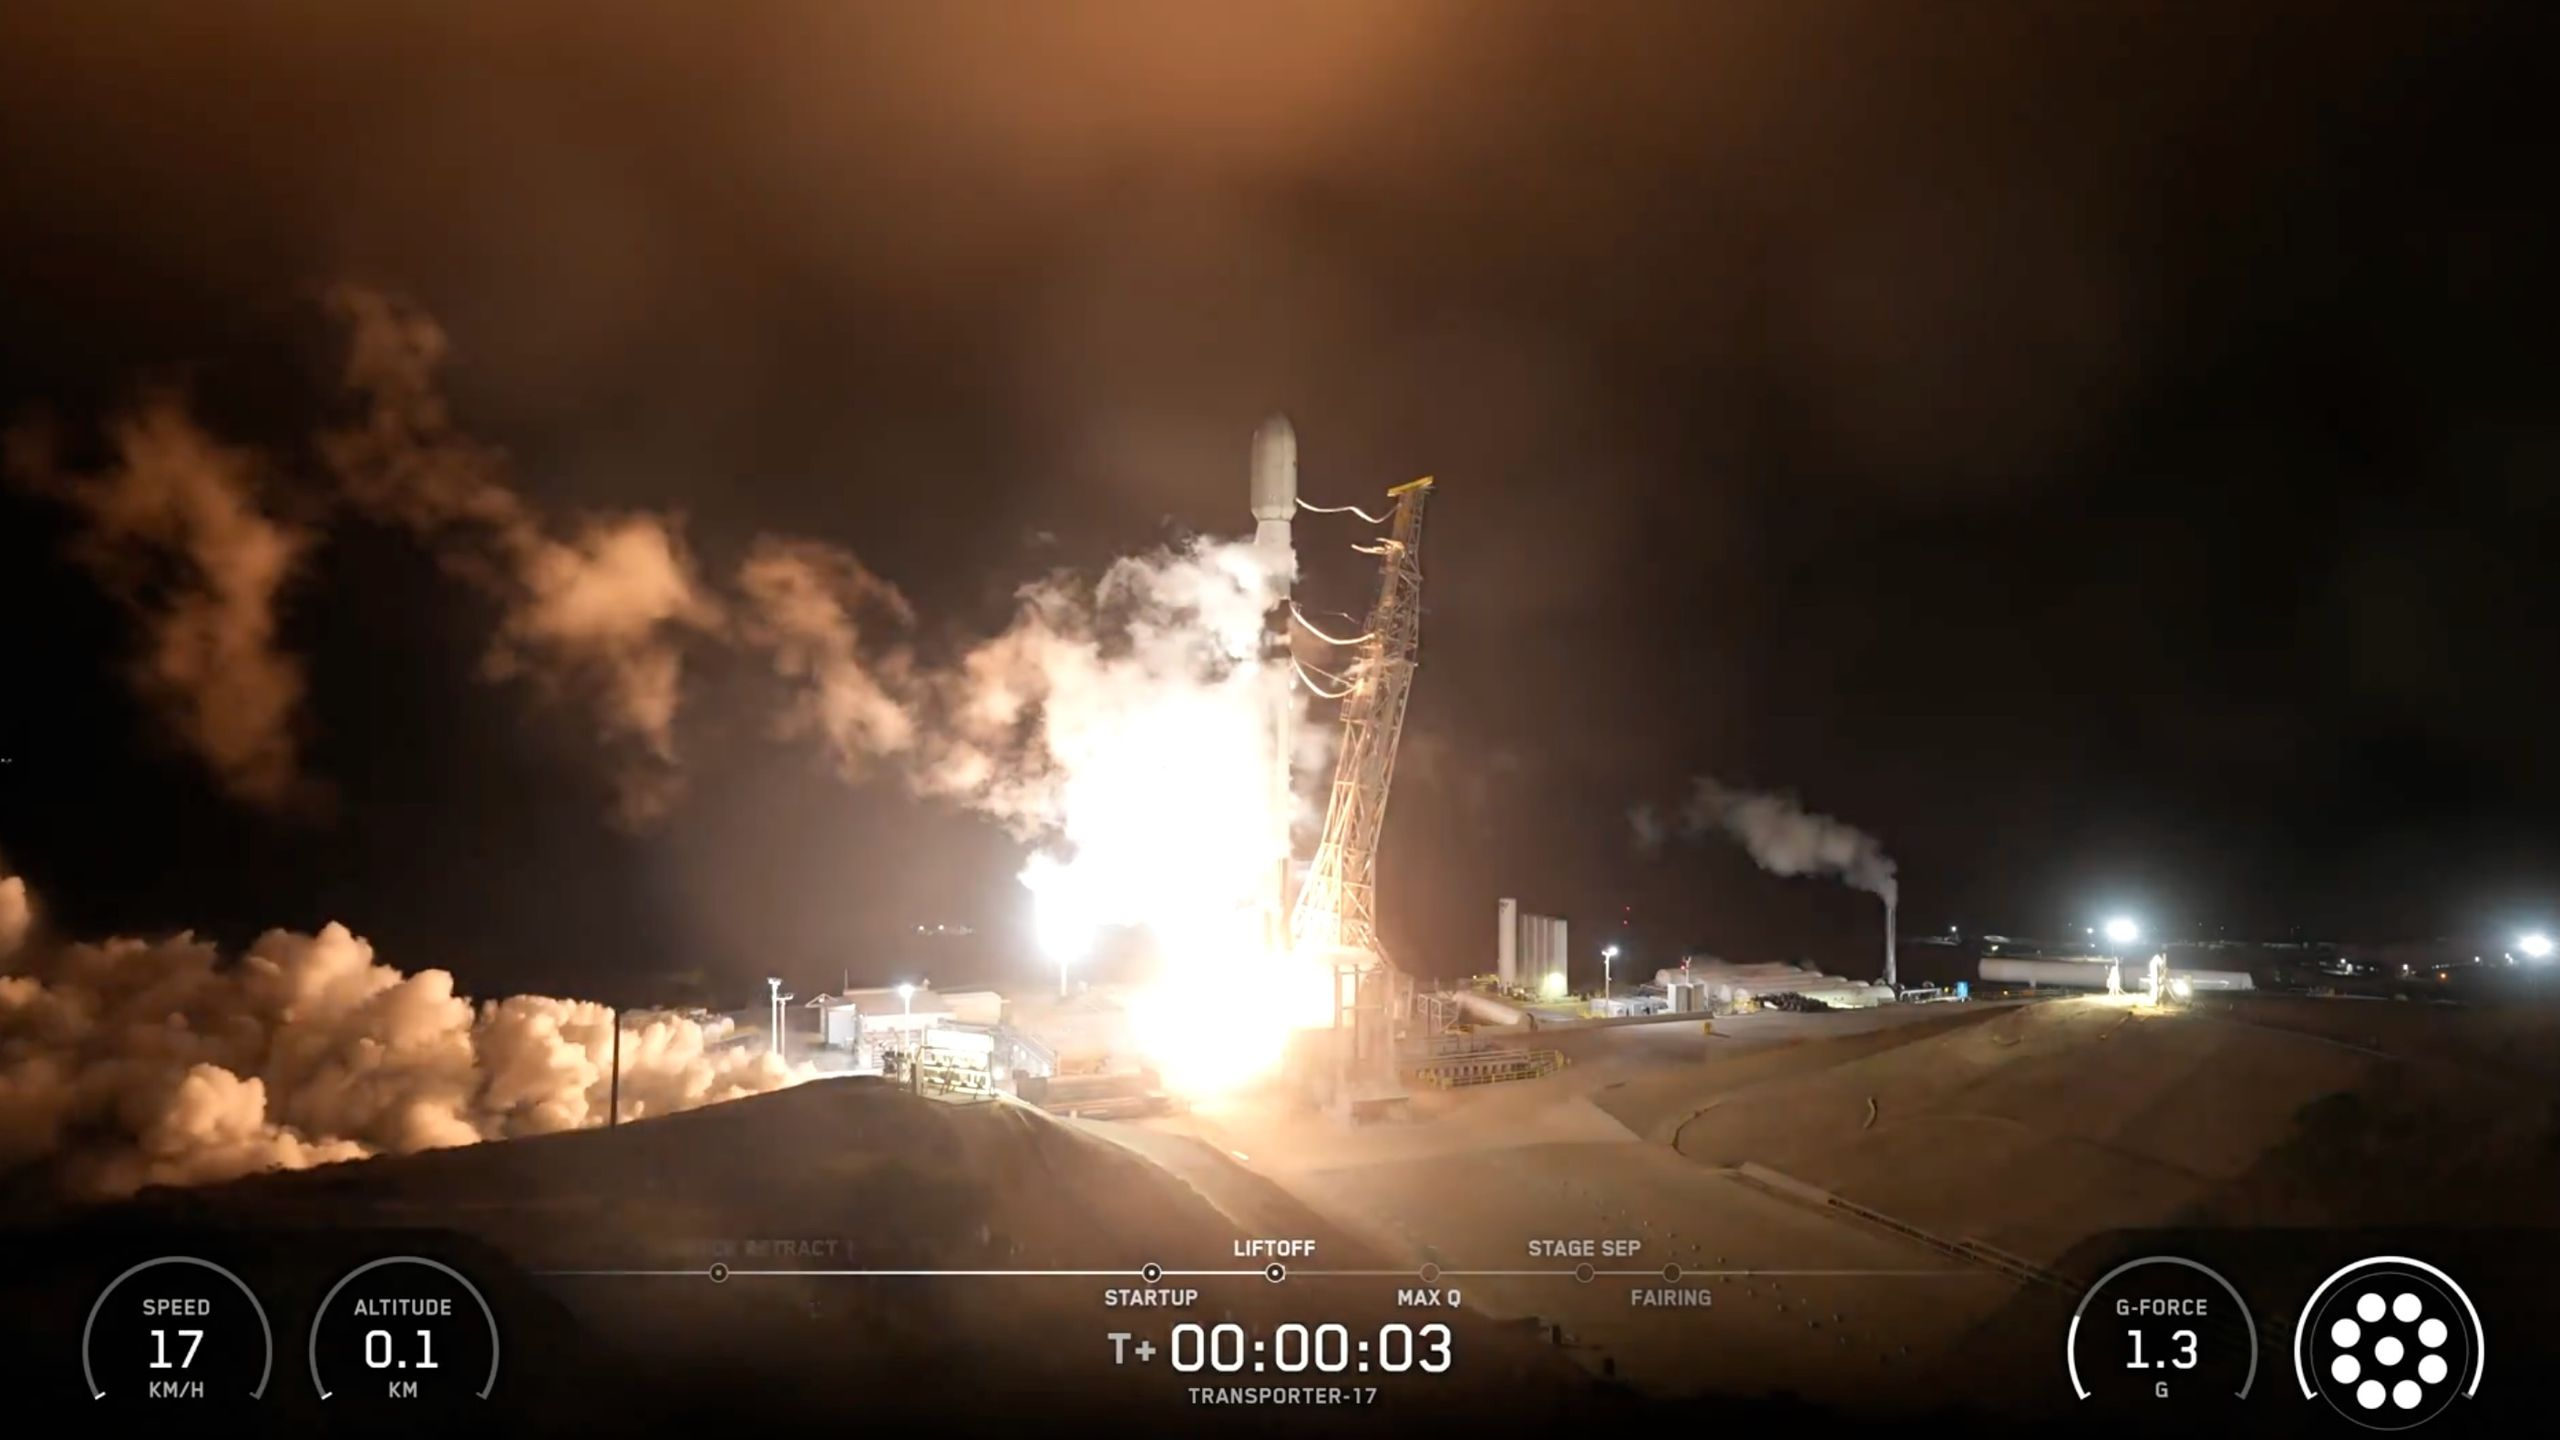 RETRACT
LIFTOFF
STAGE SEP
STARTUP
MAX Q
FAIRING
SPEED
17
KM/H
ALTITUDE
0.1
KM
T+ 00:00:03
TRANSPORTER-17
G-FORCE
1.3
G